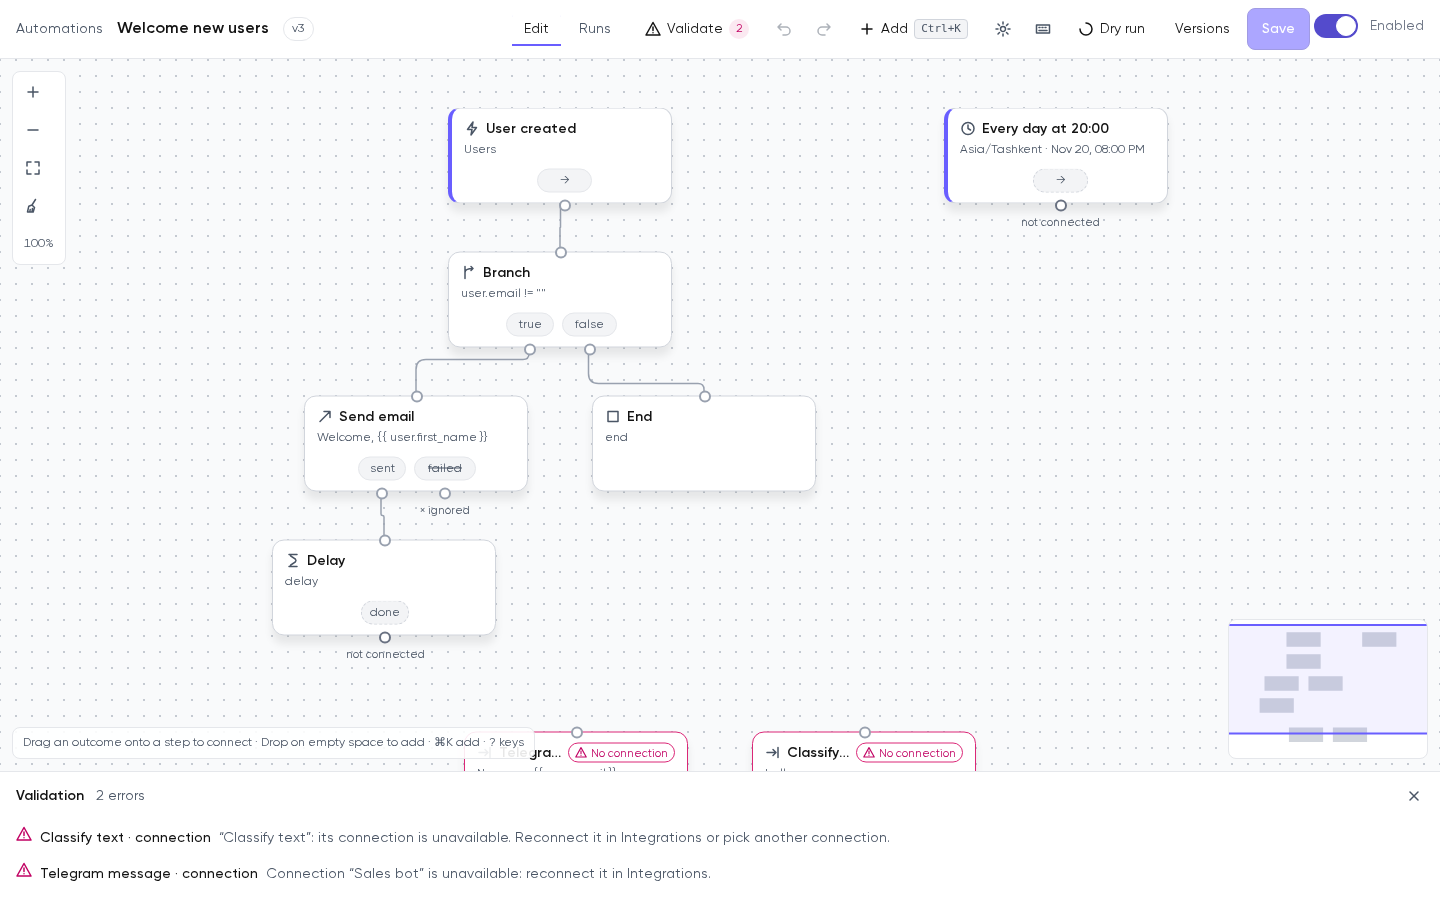 Automations Welcome new users v3 Edit Runs Validate 2 Add Ctrl+K Dry run Versions Save Enabled
100%
User created
Users
→
Every day at 20:00
Asia/Tashkent · Nov 20, 08:00 PM
→
not connected
Branch
user.email != ""
true false
Send email
Welcome, {{ user.first_name }}
sent failed
× ignored
End
end
Delay
delay
done
not connected
Drag an outcome onto a step to connect · Drop on empty space to add · ⌘K add · ? keys
No connection
Classify… No connection
Validation 2 errors
Classify text · connection “Classify text”: its connection is unavailable. Reconnect it in Integrations or pick another connection.
Telegram message · connection Connection “Sales bot” is unavailable: reconnect it in Integrations.